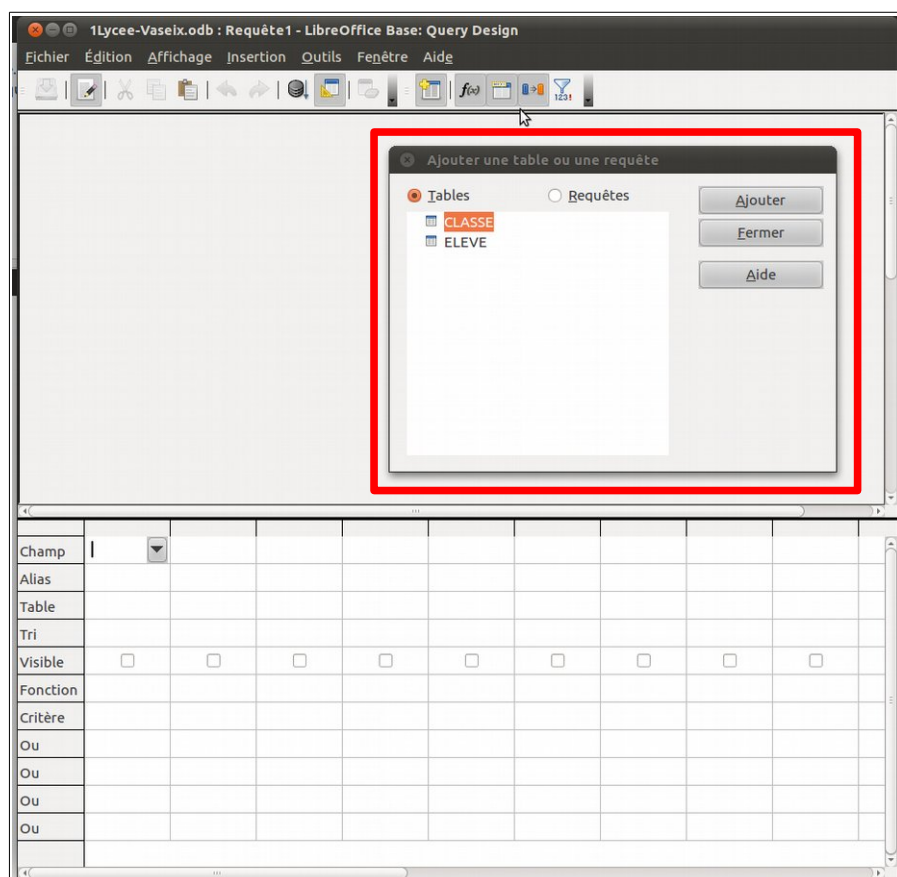 1Lycee-Vaseix.odb : Requête1 - LibreOffice Base: Query Design
Fichier Édition Affichage Insertion Outils Fenêtre Aide
f(x) 123!
Ajouter une table ou une requête
Tables Requêtes
Ajouter
CLASSE
Fermer
ELEVE
Aide
Champ
Alias
Table
Tri
Visible
Fonction
Critère
Ou
Ou
Ou
Ou